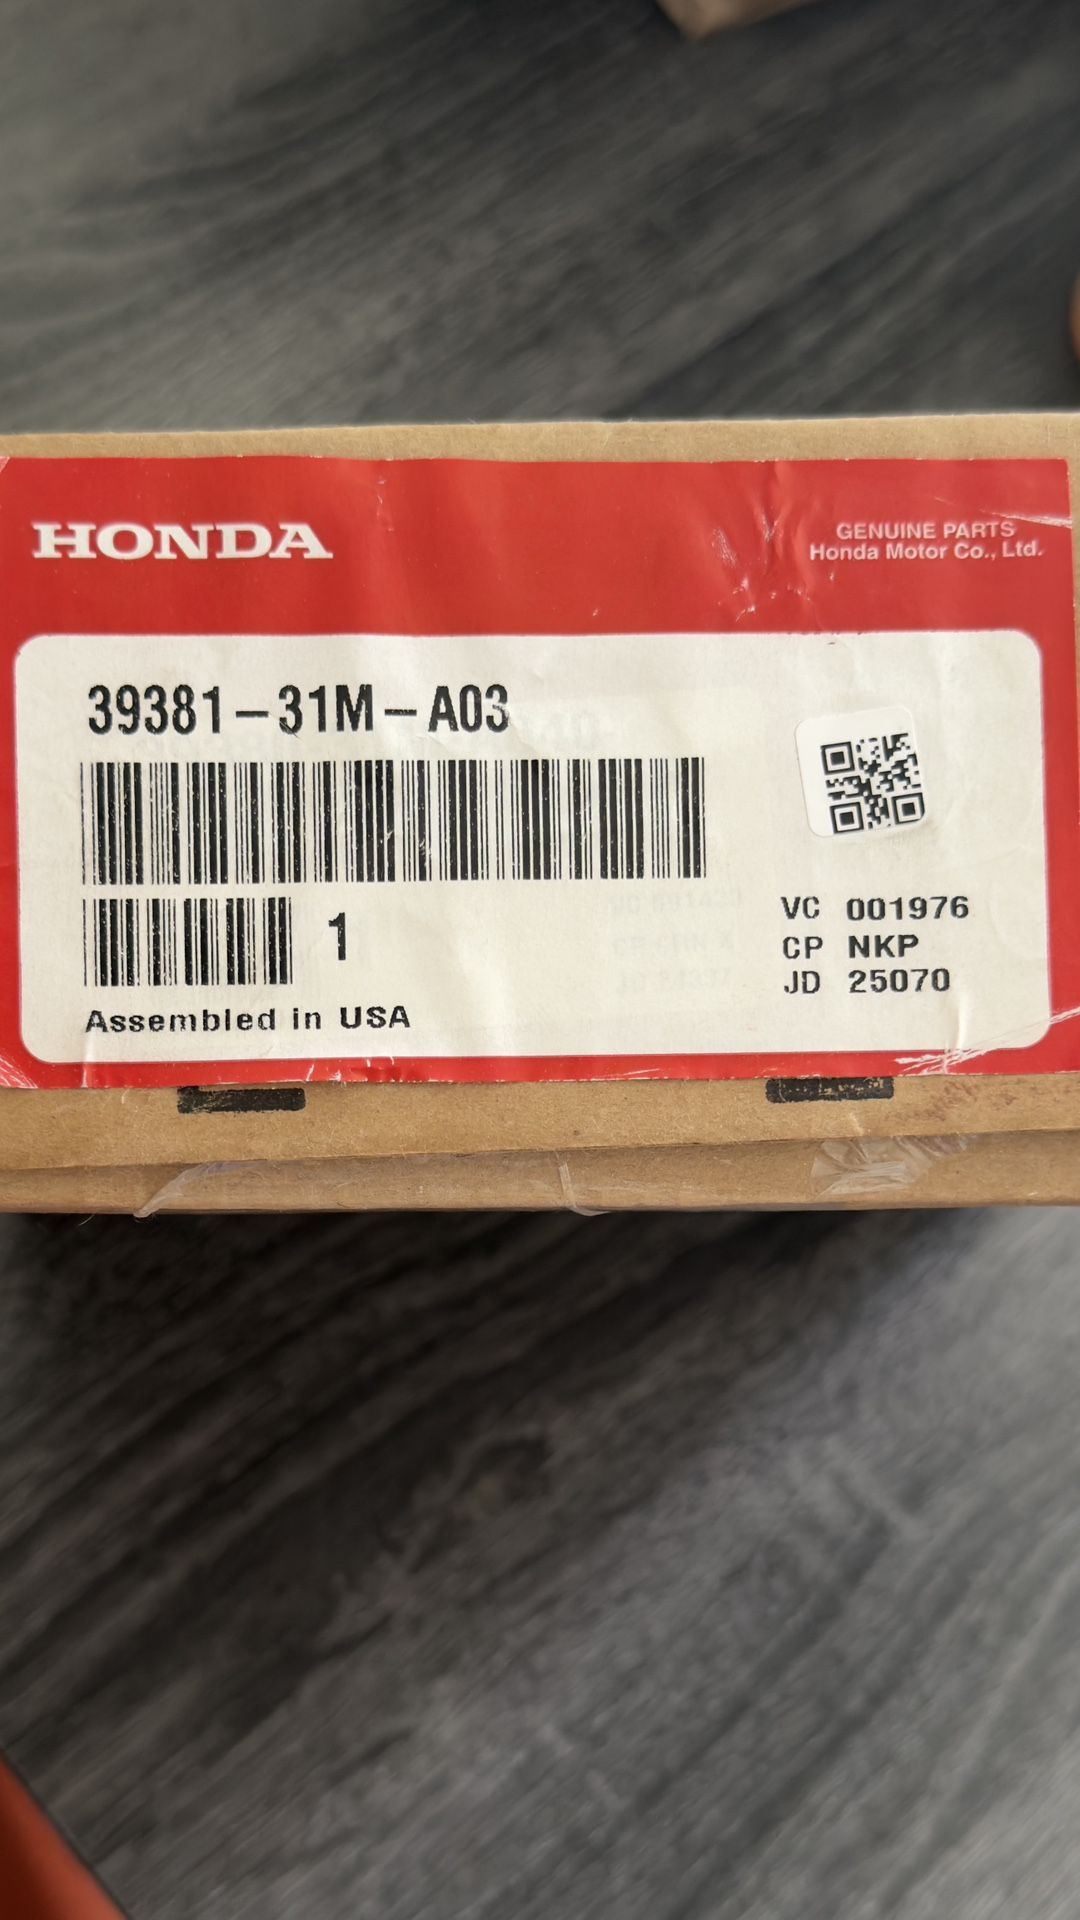 HONDA
GENUINE PARTS
Honda Motor Co., Ltd.
39381-31M-A03
1
VC 001976
CP NKP
JD 25070
Assembled in USA